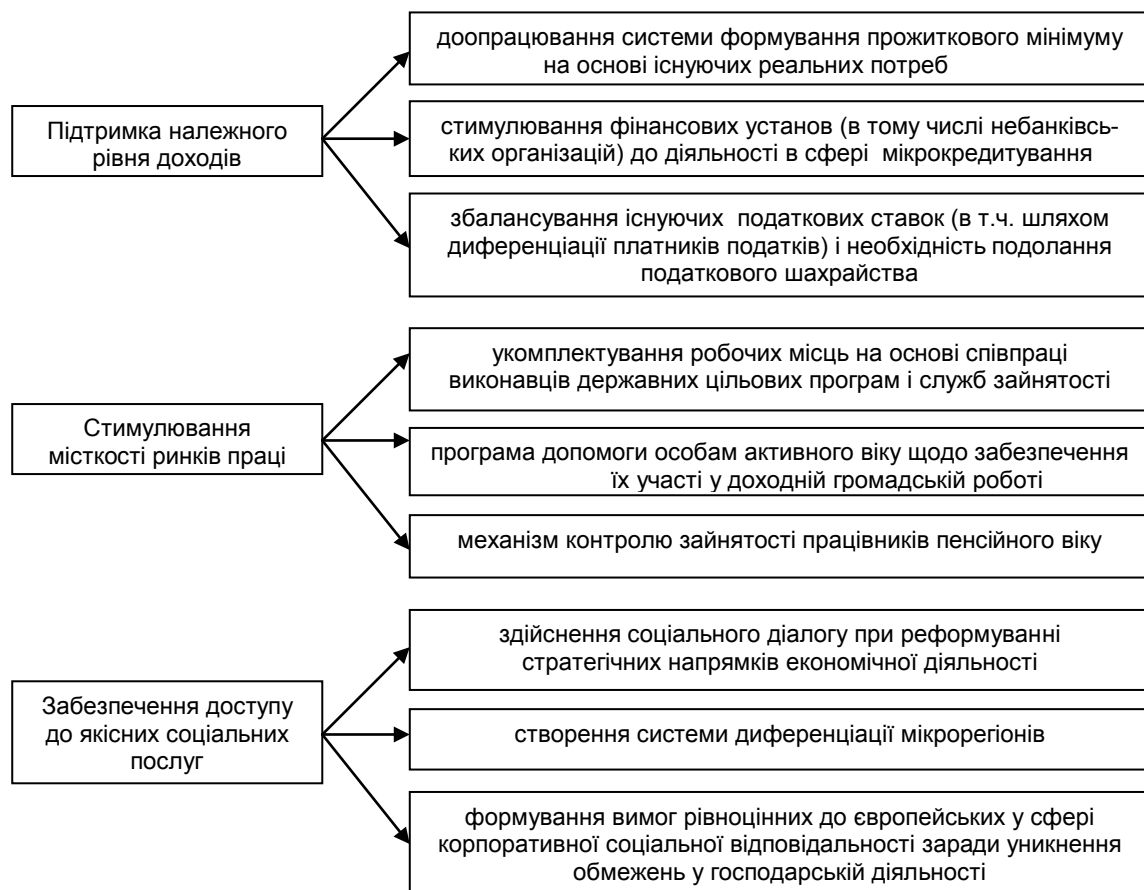 доопрацювання системи формування прожиткового мінімуму
на основі існуючих реальних потреб
Підтримка належного
рівня доходів
стимулювання фінансових установ (в тому числі небанківсь-
ких організацій) до діяльності в сфері мікрокредитування
збалансування існуючих податкових ставок (в т.ч. шляхом
диференціації платників податків) і необхідність подолання
податкового шахрайства
укомплектування робочих місць на основі співпраці
виконавців державних цільових програм і служб зайнятості
Стимулювання
місткості ринків праці
програма допомоги особам активного віку щодо забезпечення
їх участі у доходній громадській роботі
механізм контролю зайнятості працівників пенсійного віку
здійснення соціального діалогу при реформуванні
стратегічних напрямків економічної діяльності
Забезпечення доступу
до якісних соціальних
послуг
створення системи диференціації мікрорегіонів
формування вимог рівноцінних до європейських у сфері
корпоративної соціальної відповідальності заради уникнення
обмежень у господарській діяльності